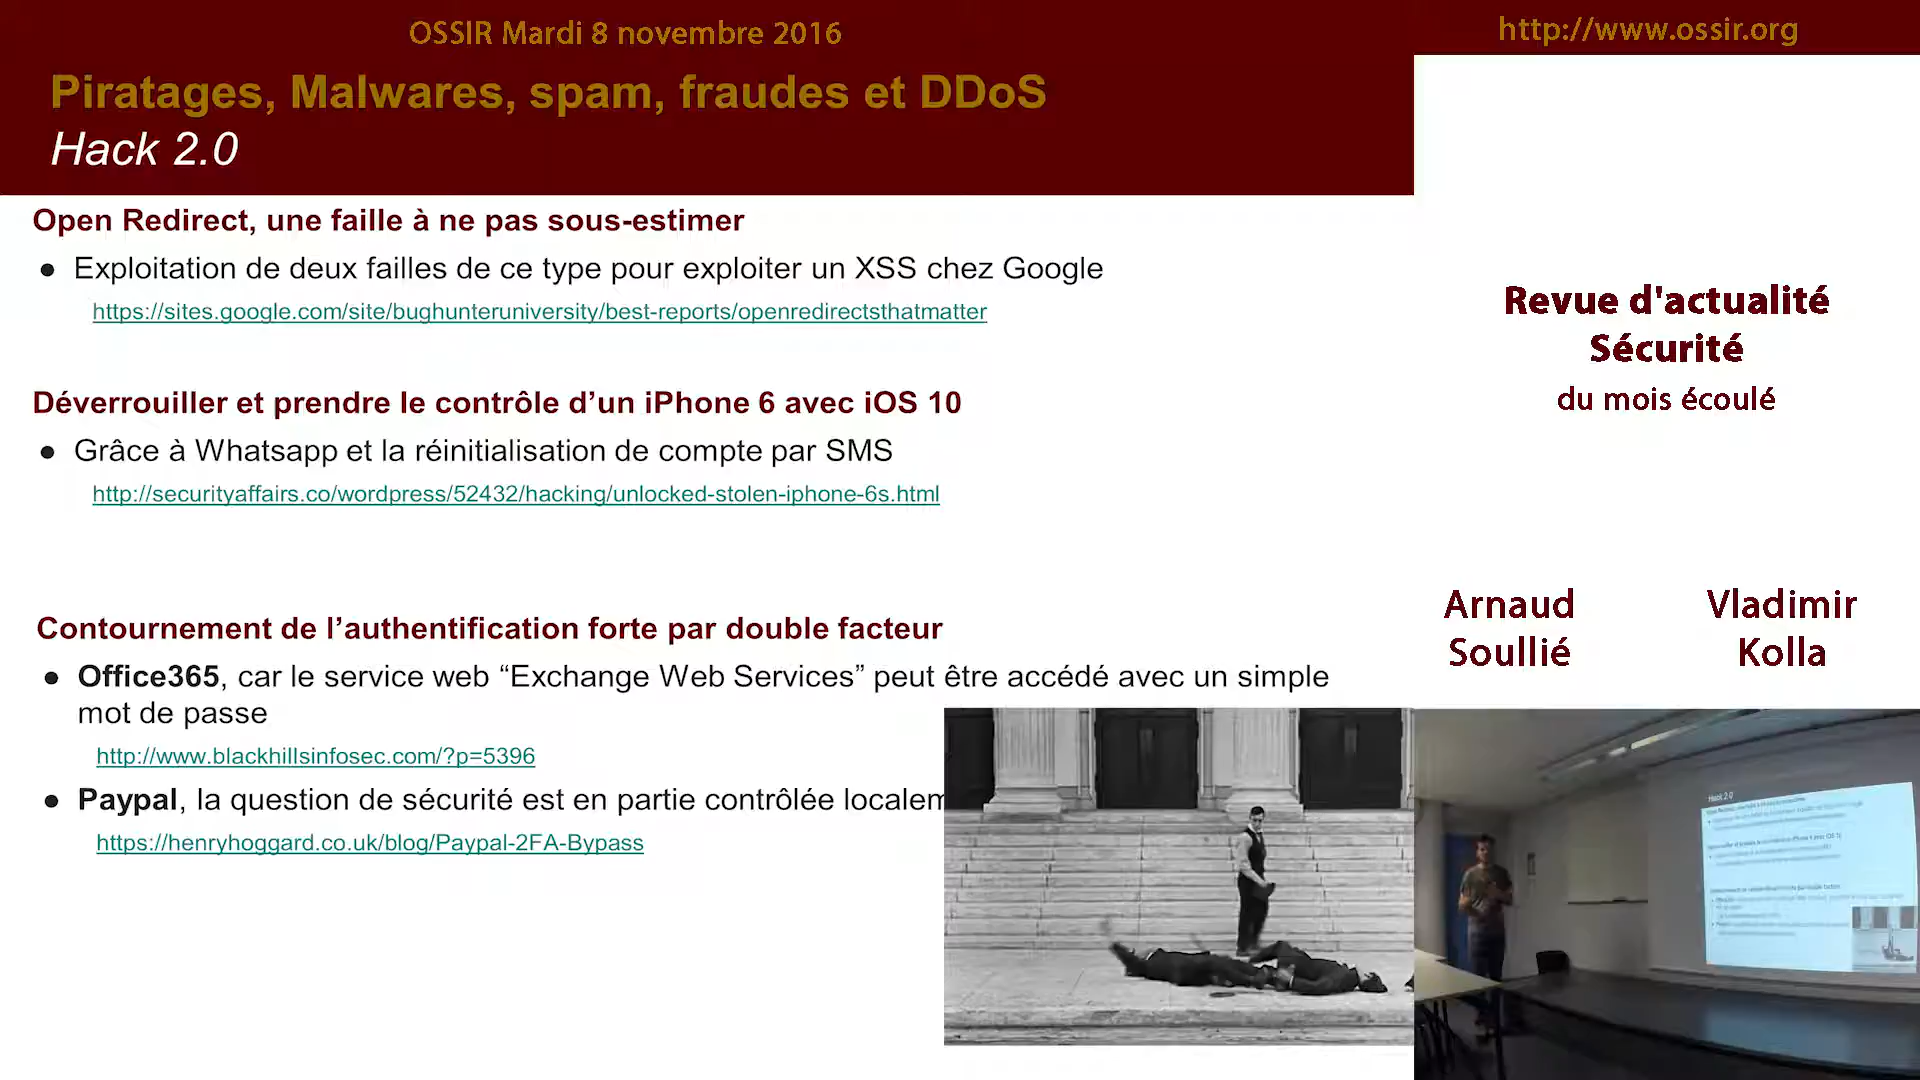 OSSIR Mardi 8 novembre 2016
http://www.ossir.org
Piratages, Malwares, spam, fraudes et DDoS
Hack 2.0
Open Redirect, une faille à ne pas sous-estimer
● Exploitation de deux failles de ce type pour exploiter un XSS chez Google
https://sites.google.com/site/bughunteruniversity/best-reports/openredirectsthatmatter
Déverrouiller et prendre le contrôle d’un iPhone 6 avec iOS 10
● Grâce à Whatsapp et la réinitialisation de compte par SMS
http://securityaffairs.co/wordpress/52432/hacking/unlocked-stolen-iphone-6s.html
Contournement de l’authentification forte par double facteur
● Office365, car le service web “Exchange Web Services” peut être accédé avec un simple
mot de passe
http://www.blackhillsinfosec.com/?p=5396
● Paypal, la question de sécurité est en partie contrôlée localem
https://henryhoggard.co.uk/blog/Paypal-2FA-Bypass
Revue d'actualité
Sécurité
du mois écoulé
Arnaud
Soullié
Vladimir
Kolla
Hack 2.0